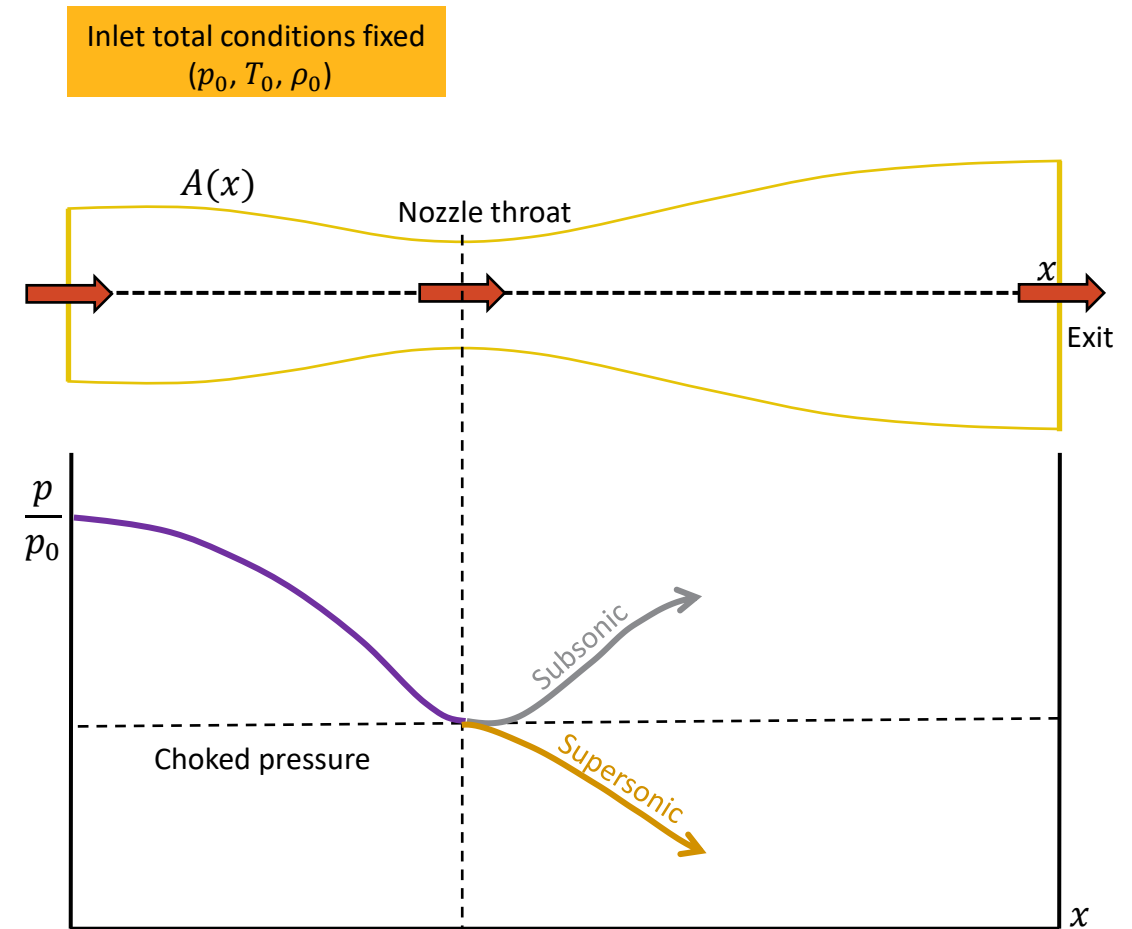 Inlet total conditions fixed
(𝑝₀, 𝑇₀, 𝜌₀)
𝐴(𝑥)
Nozzle throat
𝑥
Exit
𝑝
𝑝₀
Subsonic
Choked pressure
Supersonic
𝑥